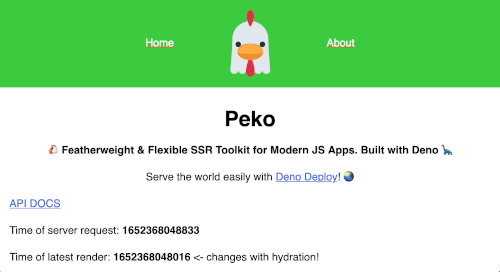 Home About
Peko
🐔 Featherweight & Flexible SSR Toolkit for Modern JS Apps. Built with Deno 🦕
Serve the world easily with Deno Deploy! 🌏
API DOCS
Time of server request: 1652368048833
Time of latest render: 1652368048016 <- changes with hydration!